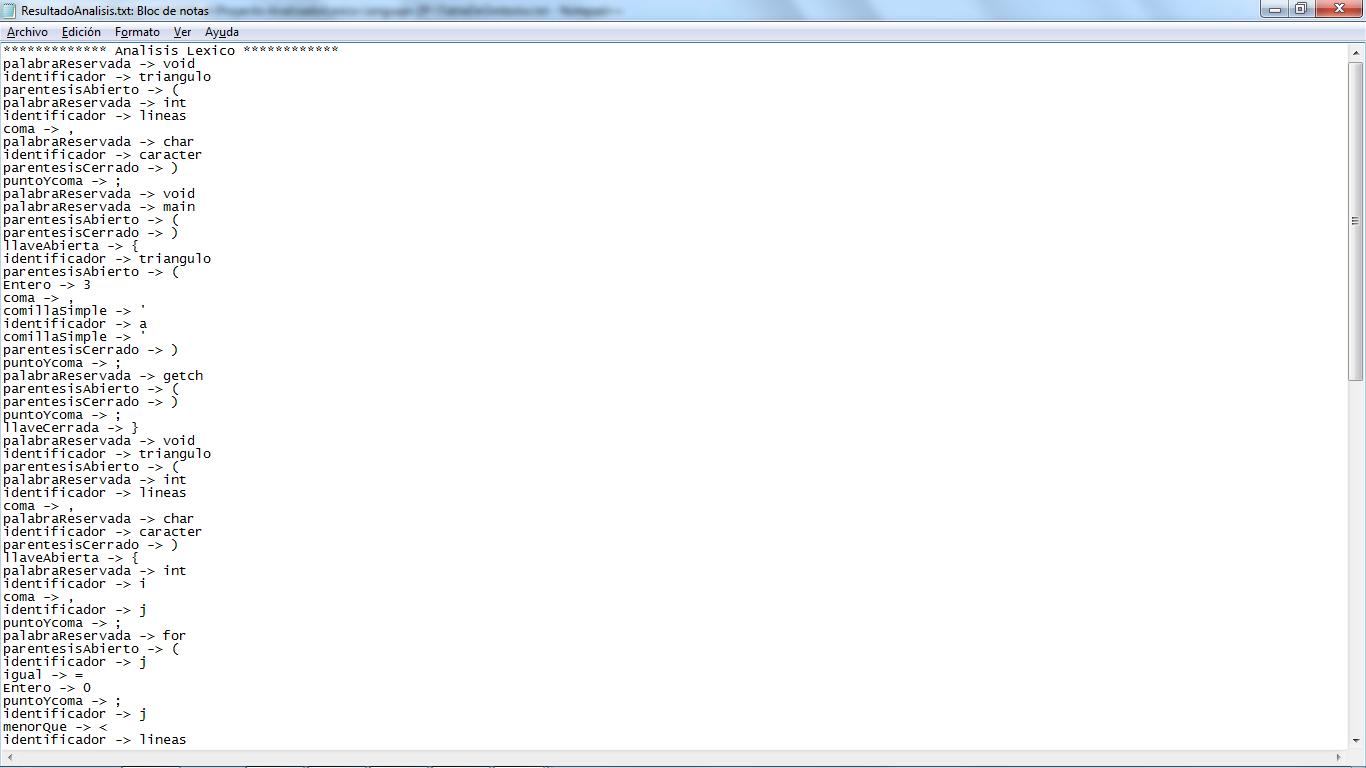 ResultadoAnalisis.txt: Bloc de notas
Archivo Edición Formato Ver Ayuda
************* Analisis Lexico ************
palabraReservada -> void
identificador -> triangulo
parentesisAbierto -> (
palabraReservada -> int
identificador -> lineas
coma -> ,
palabraReservada -> char
identificador -> caracter
parentesisCerrado -> )
puntoYcoma -> ;
palabraReservada -> void
palabraReservada -> main
parentesisAbierto -> (
parentesisCerrado -> )
llaveAbierta -> {
identificador -> triangulo
parentesisAbierto -> (
Entero -> 3
coma -> ,
comillaSimple -> '
identificador -> a
comillaSimple -> '
parentesisCerrado -> )
puntoYcoma -> ;
palabraReservada -> getch
parentesisAbierto -> (
parentesisCerrado -> )
puntoYcoma -> ;
llaveCerrada -> }
palabraReservada -> void
identificador -> triangulo
parentesisAbierto -> (
palabraReservada -> int
identificador -> lineas
coma -> ,
palabraReservada -> char
identificador -> caracter
parentesisCerrado -> )
llaveAbierta -> {
palabraReservada -> int
identificador -> i
coma -> ,
identificador -> j
puntoYcoma -> ;
palabraReservada -> for
parentesisAbierto -> (
identificador -> j
igual -> =
Entero -> 0
puntoYcoma -> ;
identificador -> j
menorQue -> <
identificador -> lineas